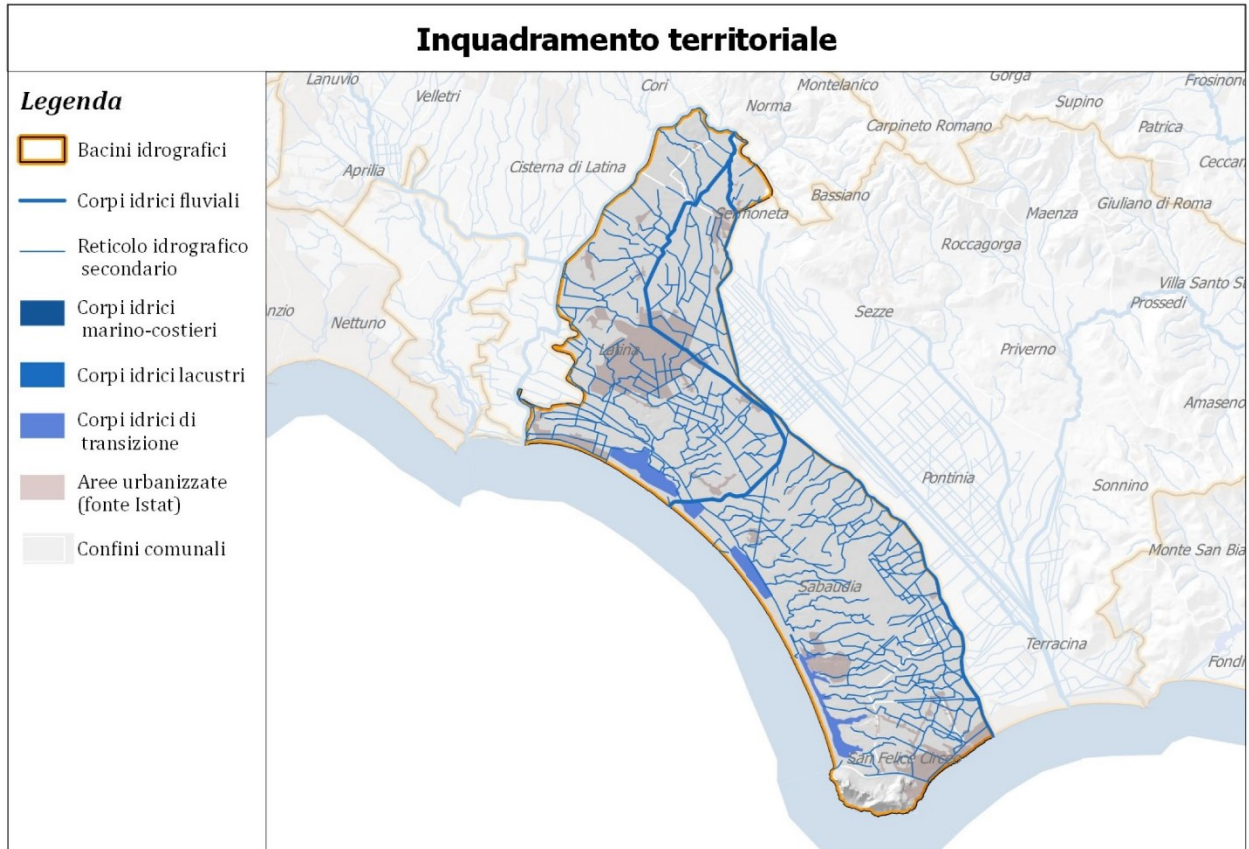 Inquadramento territoriale
Legenda
Bacini idrografici
Corpi idrici fluviali
Reticolo idrografico
secondario
Corpi idrici
marino-costieri
Corpi idrici lacustri
Corpi idrici di
transizione
Aree urbanizzate
(fonte Istat)
Confini comunali
Lanuvio
Velletri
Cori
Norma
Montelanico
Gorga
Supino
Frosinon
Carpineto Romano
Patrica
Ceccan
Aprilia
Cisterna di Latina
Bassiano
Sermoneta
Maenza
Giuliano di Roma
Roccagorga
Villa Santo S
Prossedi
nzio
Nettuno
Sezze
Priverno
Latina
Amaseno
Pontinia
Sonnino
Monte San Bia
Sabaudia
Terracina
Fondi
San Felice Circeo